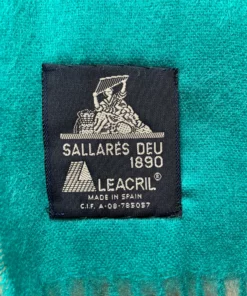 SALLARÉS DEU
1890
LEACRIL®
MADE IN SPAIN
C.I.F. A-08-785057